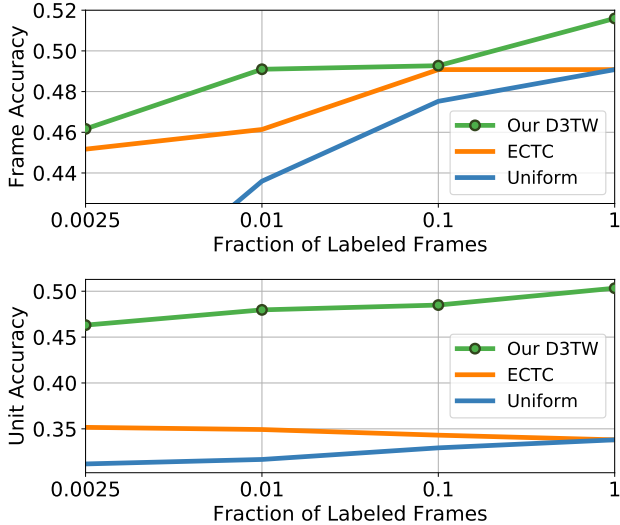 0.52
0.50
0.48
0.46
0.44
Frame Accuracy
Our D3TW
ECTC
Uniform
0.0025 0.01 0.1 1
Fraction of Labeled Frames
0.50
0.45
0.40
0.35
Unit Accuracy
Our D3TW
ECTC
Uniform
0.0025 0.01 0.1 1
Fraction of Labeled Frames